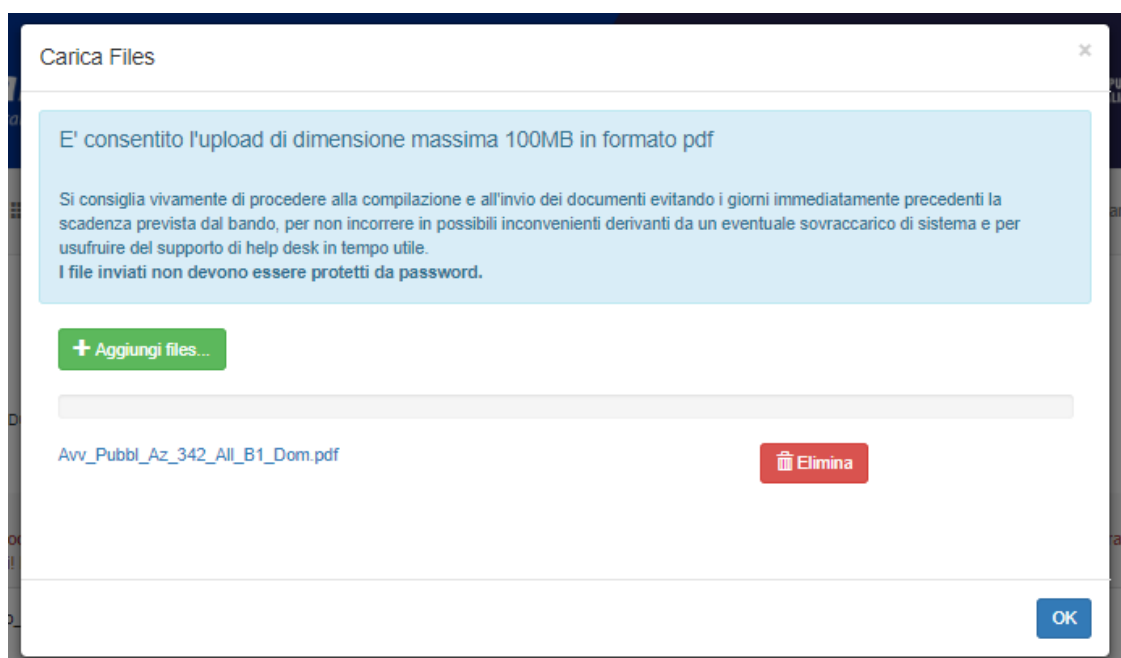 Carica Files
×
E' consentito l'upload di dimensione massima 100MB in formato pdf
Si consiglia vivamente di procedere alla compilazione e all'invio dei documenti evitando i giorni immediatamente precedenti la
scadenza prevista dal bando, per non incorrere in possibili inconvenienti derivanti da un eventuale sovraccarico di sistema e per
usufruire del supporto di help desk in tempo utile.
I file inviati non devono essere protetti da password.
+ Aggiungi files...
Avv_Pubbl_Az_342_All_B1_Dom.pdf
Elimina
OK